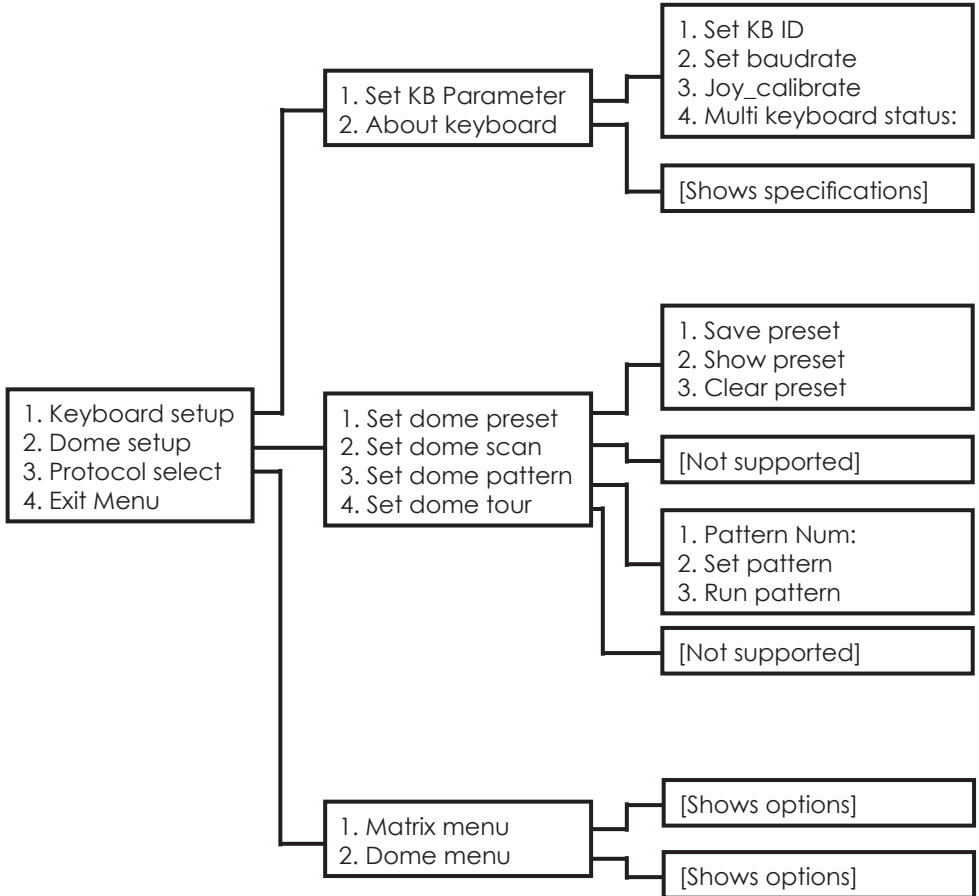 1. Keyboard setup
2. Dome setup
3. Protocol select
4. Exit Menu
1. Set KB Parameter
2. About keyboard
1. Set KB ID
2. Set baudrate
3. Joy_calibrate
4. Multi keyboard status:
[Shows specifications]
1. Set dome preset
2. Set dome scan
3. Set dome pattern
4. Set dome tour
1. Save preset
2. Show preset
3. Clear preset
[Not supported]
1. Pattern Num:
2. Set pattern
3. Run pattern
[Not supported]
1. Matrix menu
2. Dome menu
[Shows options]
[Shows options]